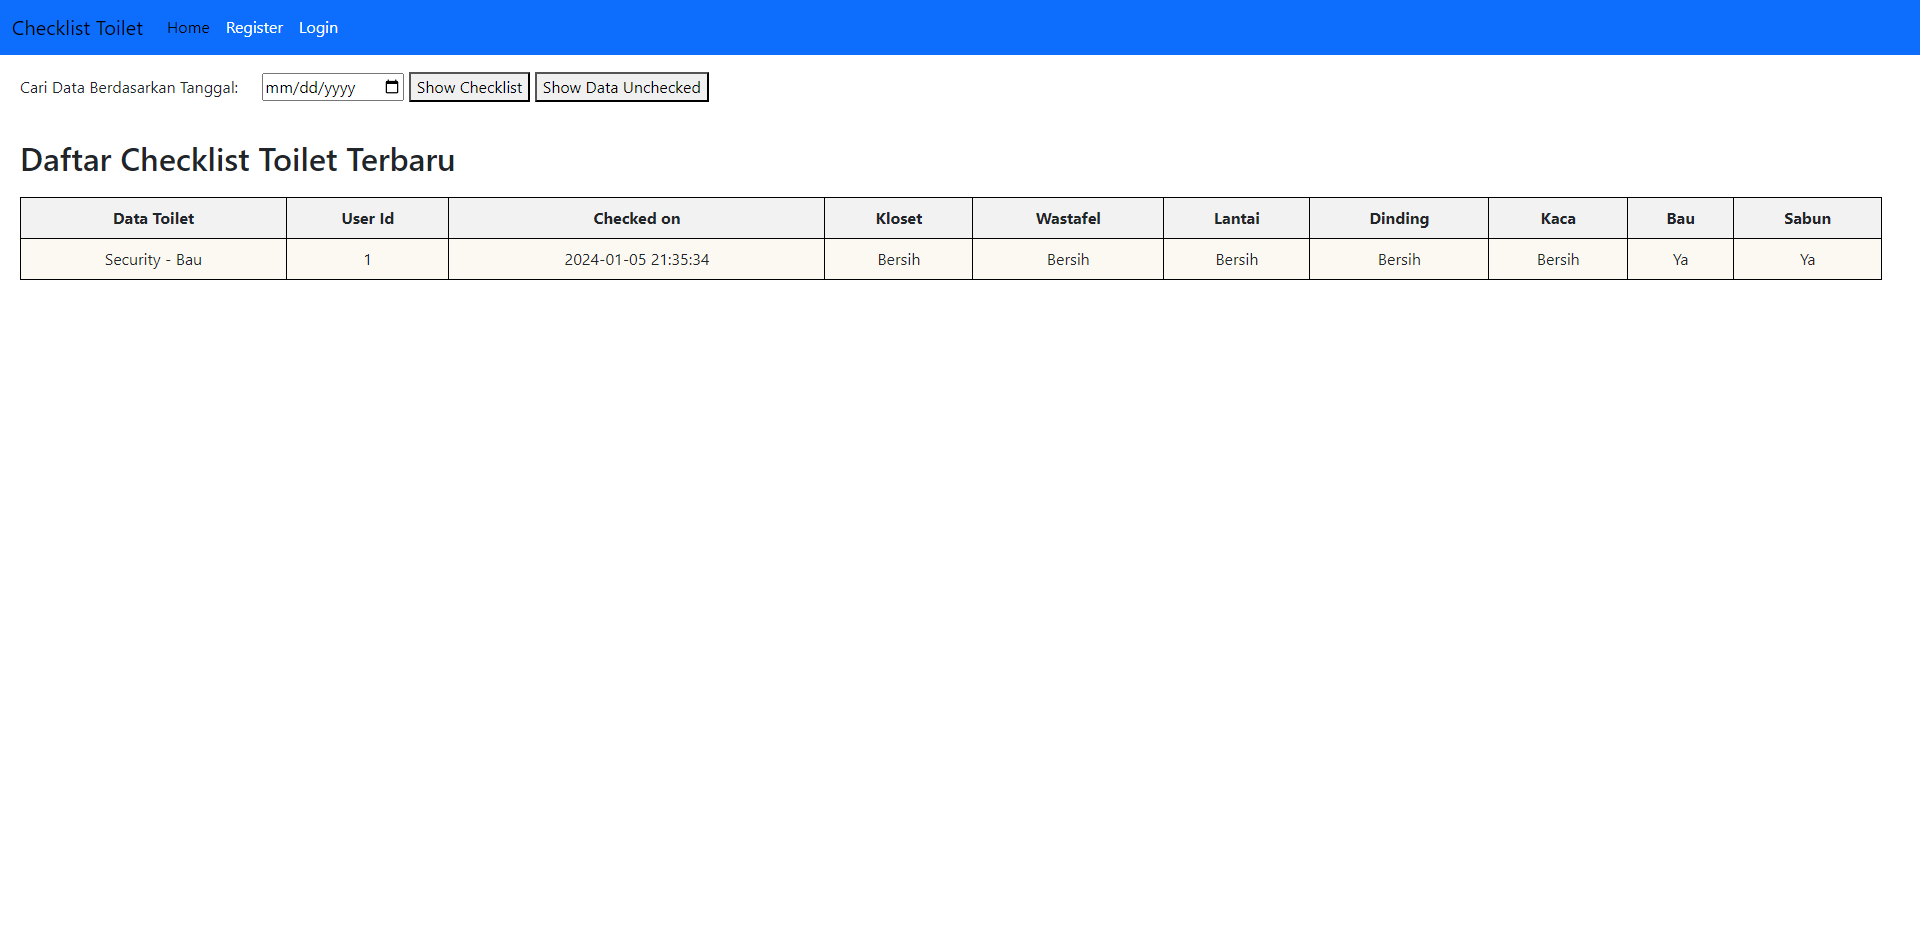 Checklist Toilet Home Register Login
Cari Data Berdasarkan Tanggal: mm/dd/yyyy Show Checklist Show Data Unchecked
Daftar Checklist Toilet Terbaru
Data Toilet User Id Checked on Kloset Wastafel Lantai Dinding Kaca Bau Sabun
Security - Bau 1 2024-01-05 21:35:34 Bersih Bersih Bersih Bersih Bersih Ya Ya